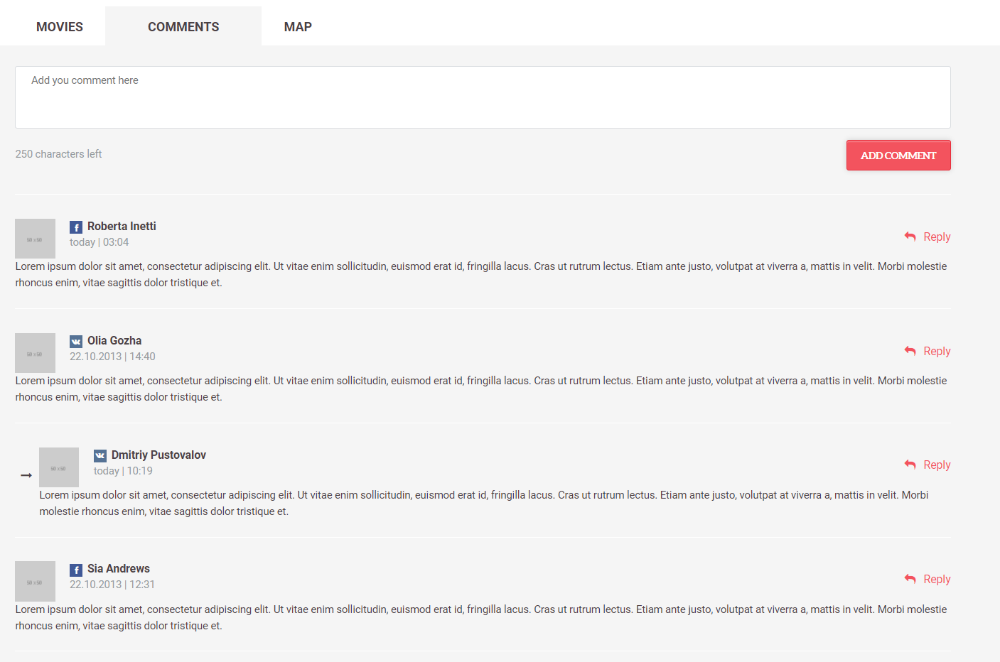 MOVIES COMMENTS MAP
Add you comment here
250 characters left
ADD COMMENT
60 x 60
Roberta Inetti
today | 03:04
Reply
Lorem ipsum dolor sit amet, consectetur adipiscing elit. Ut vitae enim sollicitudin, euismod erat id, fringilla lacus. Cras ut rutrum lectus. Etiam ante justo, volutpat at viverra a, mattis in velit. Morbi molestie
rhoncus enim, vitae sagittis dolor tristique et.
60 x 60
Olia Gozha
22.10.2013 | 14:40
Reply
Lorem ipsum dolor sit amet, consectetur adipiscing elit. Ut vitae enim sollicitudin, euismod erat id, fringilla lacus. Cras ut rutrum lectus. Etiam ante justo, volutpat at viverra a, mattis in velit. Morbi molestie
rhoncus enim, vitae sagittis dolor tristique et.
60 x 60
Dmitriy Pustovalov
today | 10:19
Reply
Lorem ipsum dolor sit amet, consectetur adipiscing elit. Ut vitae enim sollicitudin, euismod erat id, fringilla lacus. Cras ut rutrum lectus. Etiam ante justo, volutpat at viverra a, mattis in velit. Morbi
molestie rhoncus enim, vitae sagittis dolor tristique et.
60 x 60
Sia Andrews
22.10.2013 | 12:31
Reply
Lorem ipsum dolor sit amet, consectetur adipiscing elit. Ut vitae enim sollicitudin, euismod erat id, fringilla lacus. Cras ut rutrum lectus. Etiam ante justo, volutpat at viverra a, mattis in velit. Morbi molestie
rhoncus enim, vitae sagittis dolor tristique et.